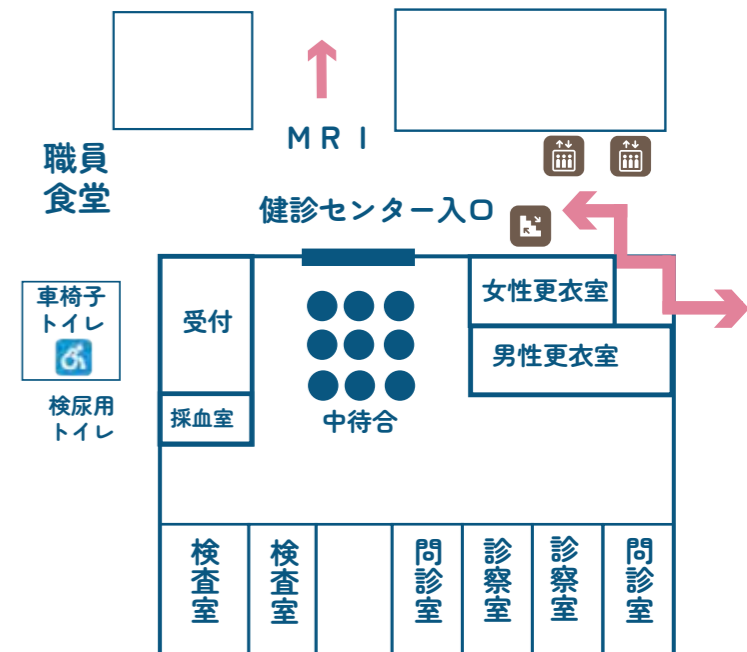 MRI
職員
食堂
健診センター入口
車椅子
トイレ
検尿用
トイレ
受付
採血室
中待合
女性更衣室
男性更衣室
検査室
検査室
問診室
診察室
診察室
問診室